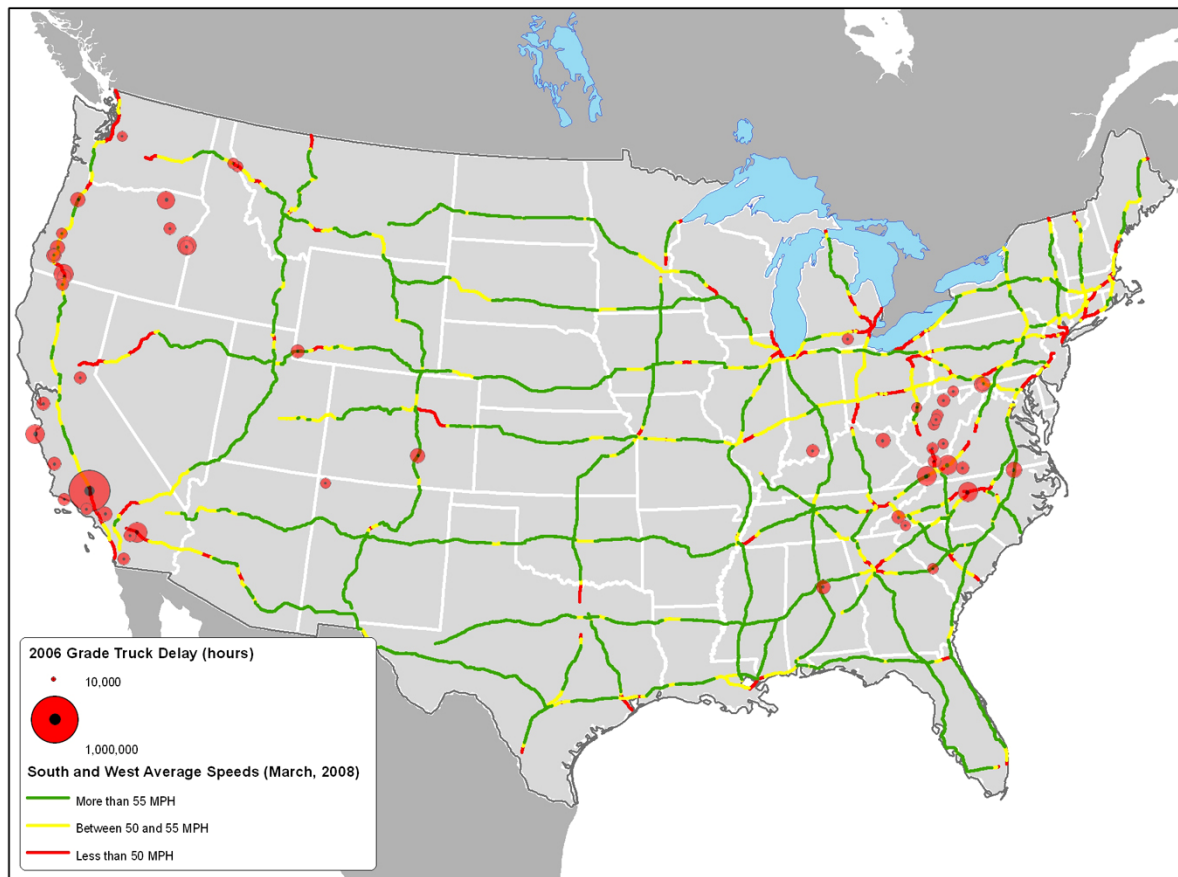 2006 Grade Truck Delay (hours)
10,000
1,000,000
South and West Average Speeds (March, 2008)
More than 55 MPH
Between 50 and 55 MPH
Less than 50 MPH